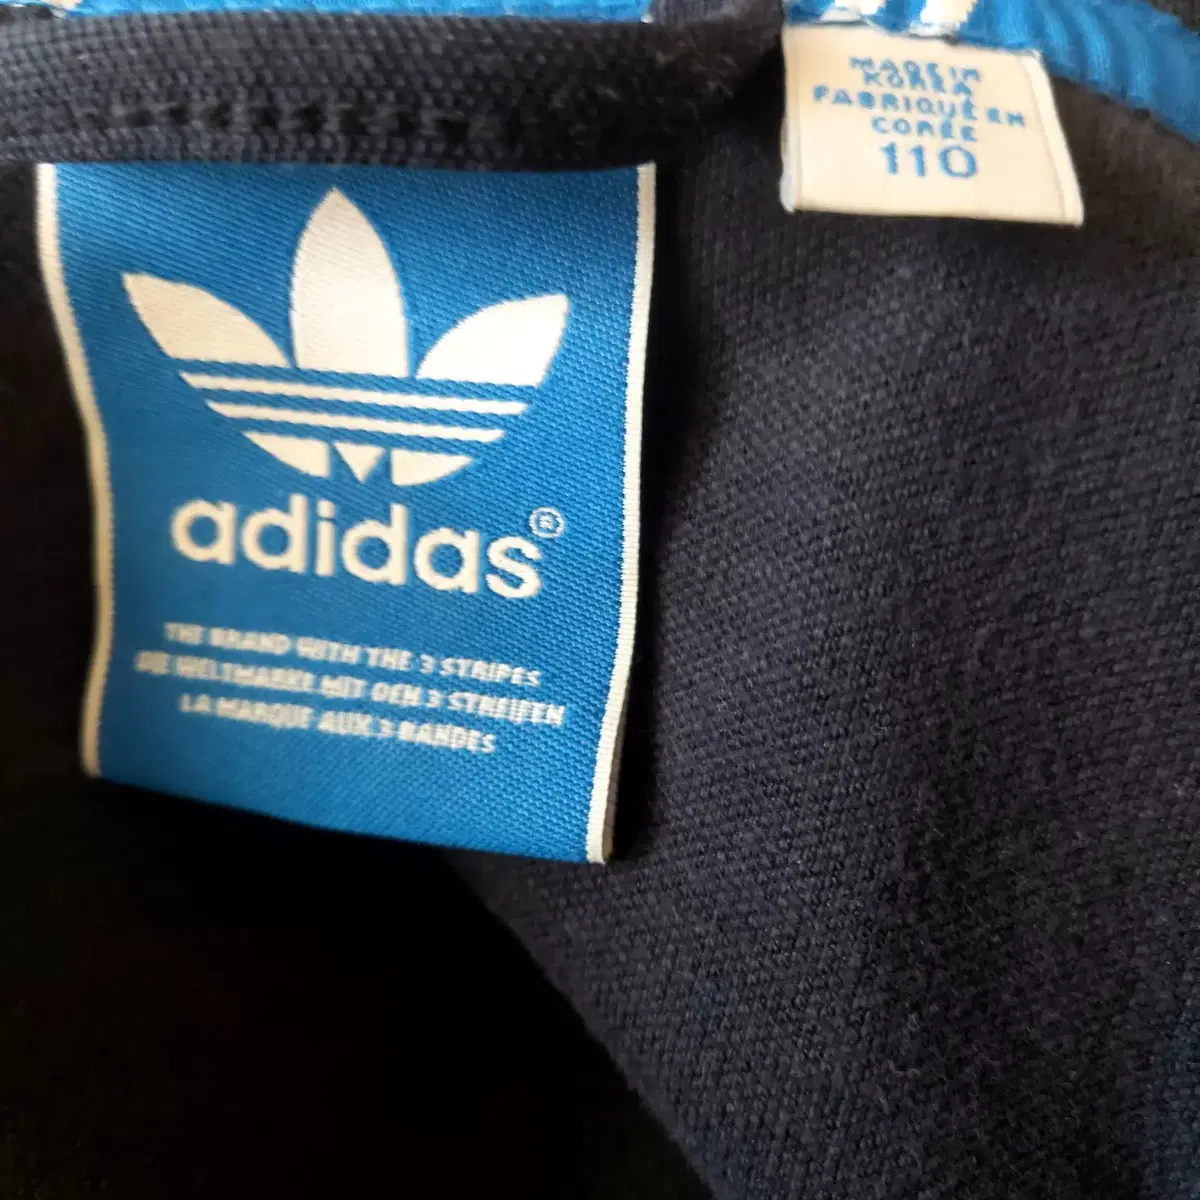 MADE IN
KOREA
FABRIQUÉ EN
CORÉE
110
adidas®
THE BRAND WITH THE 3 STRIPES
DIE WELTMARKE MIT DEN 3 STREIFEN
LA MARQUE AUX 3 BANDES